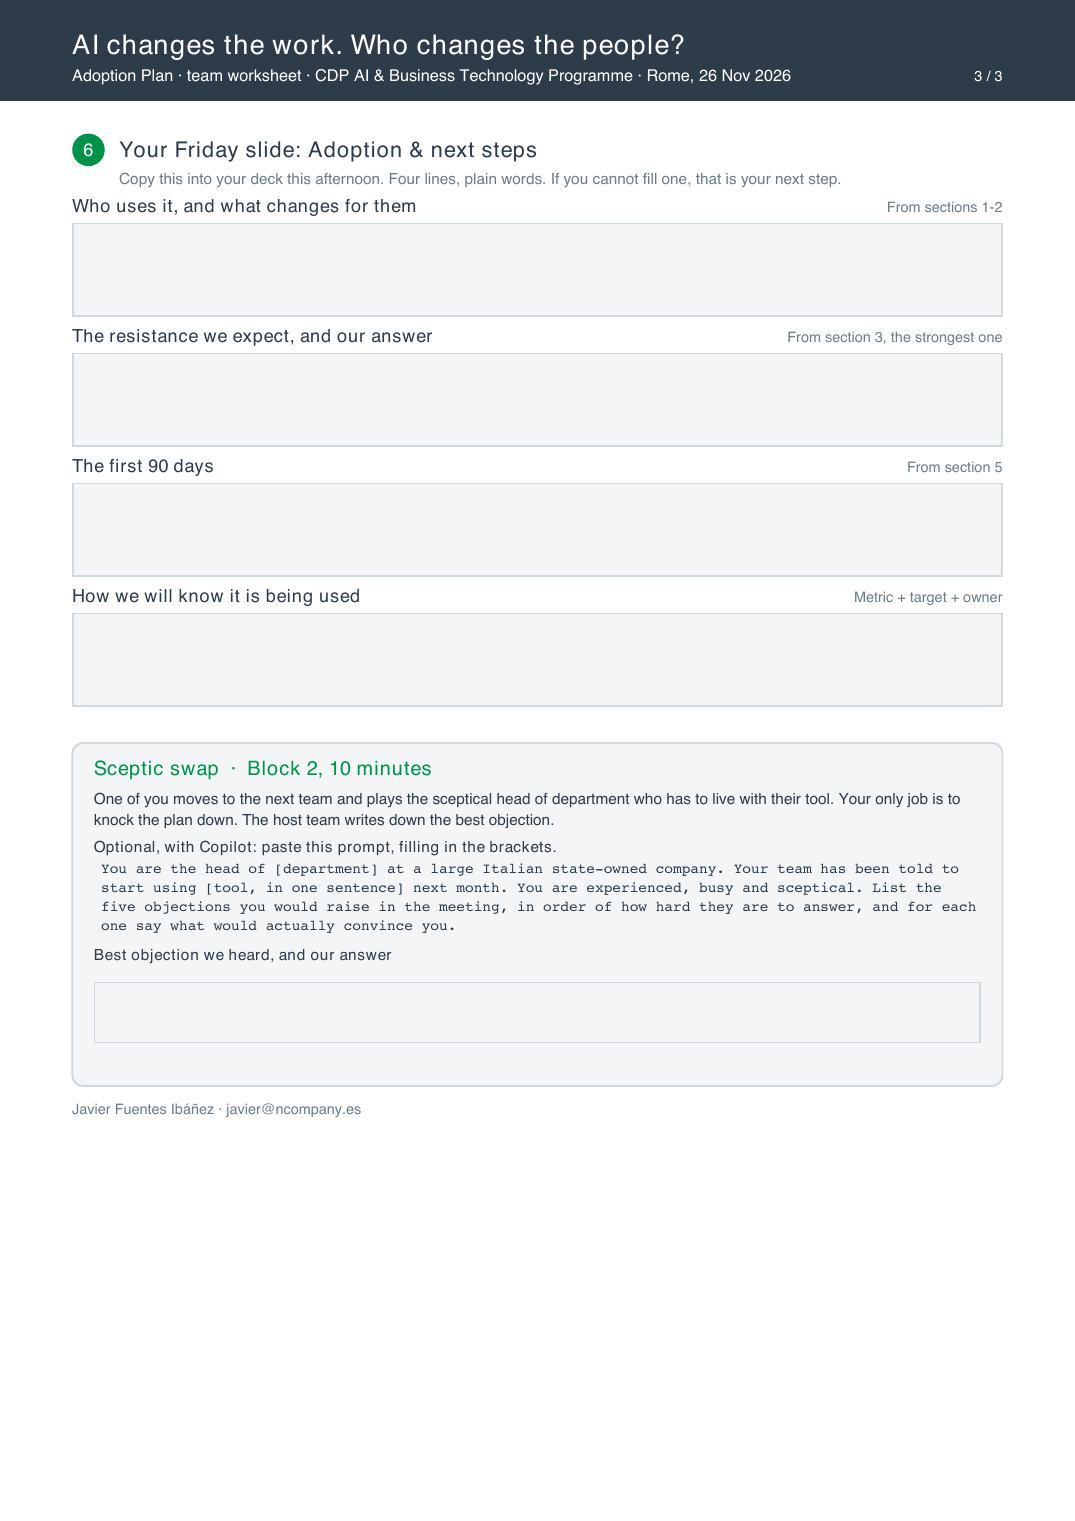 AI changes the work. Who changes the people?
Adoption Plan · team worksheet · CDP AI & Business Technology Programme · Rome, 26 Nov 2026
3 / 3
6
Your Friday slide: Adoption & next steps
Copy this into your deck this afternoon. Four lines, plain words. If you cannot fill one, that is your next step.
Who uses it, and what changes for them
From sections 1-2
The resistance we expect, and our answer
From section 3, the strongest one
The first 90 days
From section 5
How we will know it is being used
Metric + target + owner
Sceptic swap · Block 2, 10 minutes
One of you moves to the next team and plays the sceptical head of department who has to live with their tool. Your only job is to
knock the plan down. The host team writes down the best objection.
Optional, with Copilot: paste this prompt, filling in the brackets.
You are the head of [department] at a large Italian state-owned company. Your team has been told to
start using [tool, in one sentence] next month. You are experienced, busy and sceptical. List the
five objections you would raise in the meeting, in order of how hard they are to answer, and for each
one say what would actually convince you.
Best objection we heard, and our answer
Javier Fuentes Ibáñez · javier@ncompany.es